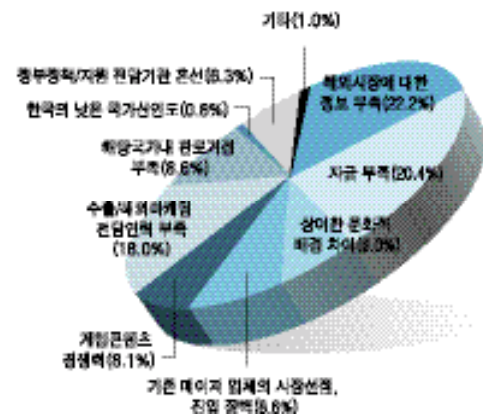 기타(1.0%)
정부정책/지원 전담기관 혼선(6.3%)
한국의 낮은 국가신인도(0.6%)
해당국가내 판로거점
부족(8.6%)
수출/해외마케팅
전담인력 부족
(18.0%)
게임콘텐츠
경쟁력(8.1%)
기존 메이저 업체의 시장선점,
진입 장벽
상이한 문화적
배경 차이
자금 부족(20.4%)
해외시장에 대한
정보 부족(22.2%)